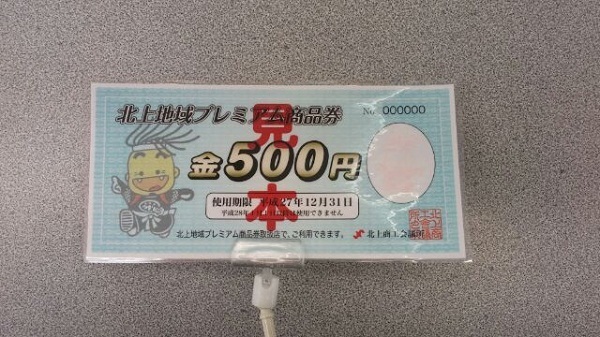 北上地域プレミアム商品券
No 000000
見本
金500円
使用期限 平成27年12月31日
北上地域プレミアム商品券取扱店で、ご利用できます。
北上商工会議所